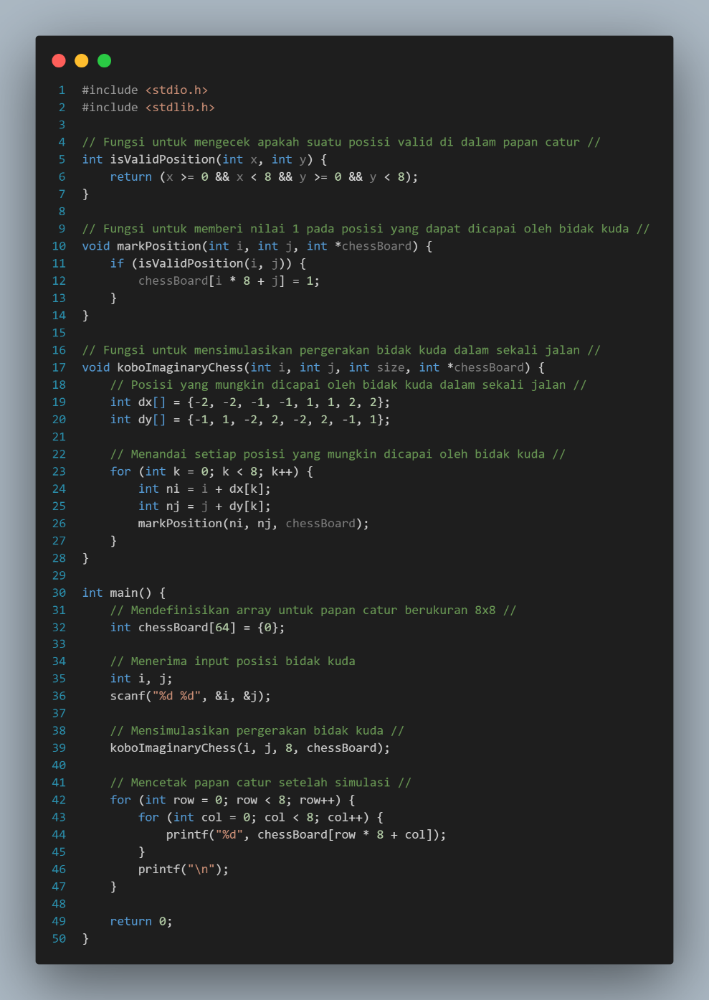 1 #include <stdio.h>
2 #include <stdlib.h>
3
4 // Fungsi untuk mengecek apakah suatu posisi valid di dalam papan catur //
5 int isValidPosition(int x, int y) {
6     return (x >= 0 && x < 8 && y >= 0 && y < 8);
7 }
8
9 // Fungsi untuk memberi nilai 1 pada posisi yang dapat dicapai oleh bidak kuda //
10 void markPosition(int i, int j, int *chessBoard) {
11     if (isValidPosition(i, j)) {
12         chessBoard[i * 8 + j] = 1;
13     }
14 }
15
16 // Fungsi untuk mensimulasikan pergerakan bidak kuda dalam sekali jalan //
17 void koboImaginaryChess(int i, int j, int size, int *chessBoard) {
18     // Posisi yang mungkin dicapai oleh bidak kuda dalam sekali jalan //
19     int dx[] = {-2, -2, -1, -1, 1, 1, 2, 2};
20     int dy[] = {-1, 1, -2, 2, -2, 2, -1, 1};
21
22     // Menandai setiap posisi yang mungkin dicapai oleh bidak kuda //
23     for (int k = 0; k < 8; k++) {
24         int ni = i + dx[k];
25         int nj = j + dy[k];
26         markPosition(ni, nj, chessBoard);
27     }
28 }
29
30 int main() {
31     // Mendefinisikan array untuk papan catur berukuran 8x8 //
32     int chessBoard[64] = {0};
33
34     // Menerima input posisi bidak kuda
35     int i, j;
36     scanf("%d %d", &i, &j);
37
38     // Mensimulasikan pergerakan bidak kuda //
39     koboImaginaryChess(i, j, 8, chessBoard);
40
41     // Mencetak papan catur setelah simulasi //
42     for (int row = 0; row < 8; row++) {
43         for (int col = 0; col < 8; col++) {
44             printf("%d", chessBoard[row * 8 + col]);
45         }
46         printf("\n");
47     }
48
49     return 0;
50 }